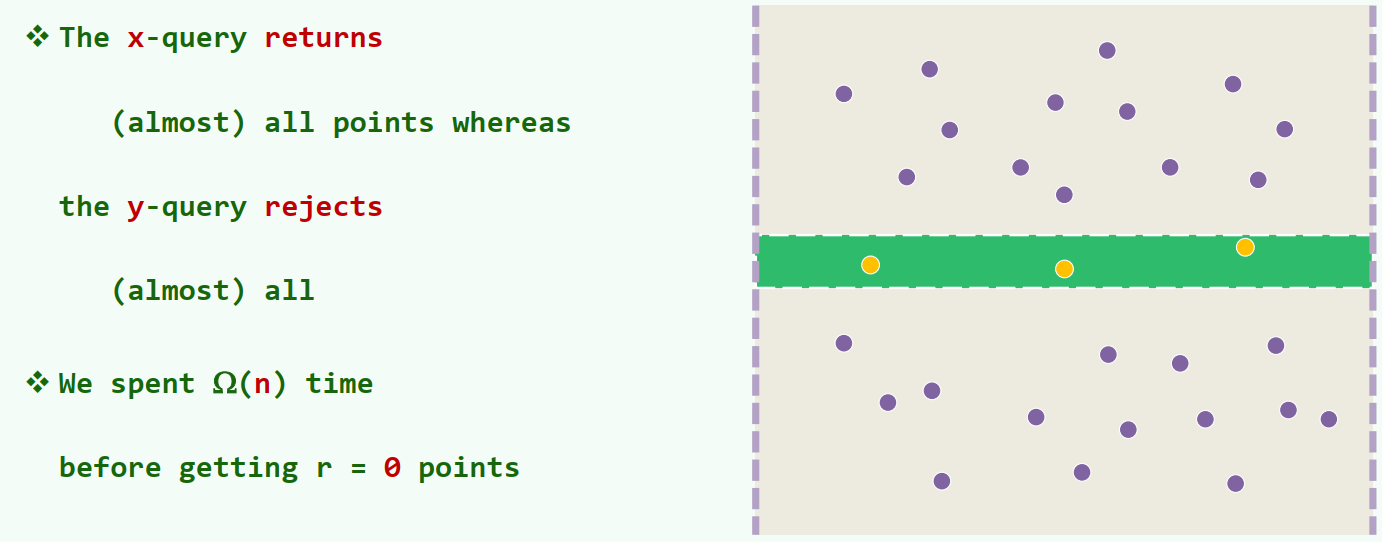 ❖ The x-query returns
(almost) all points whereas
the y-query rejects
(almost) all
❖ We spent Ω(n) time
before getting r = 0 points